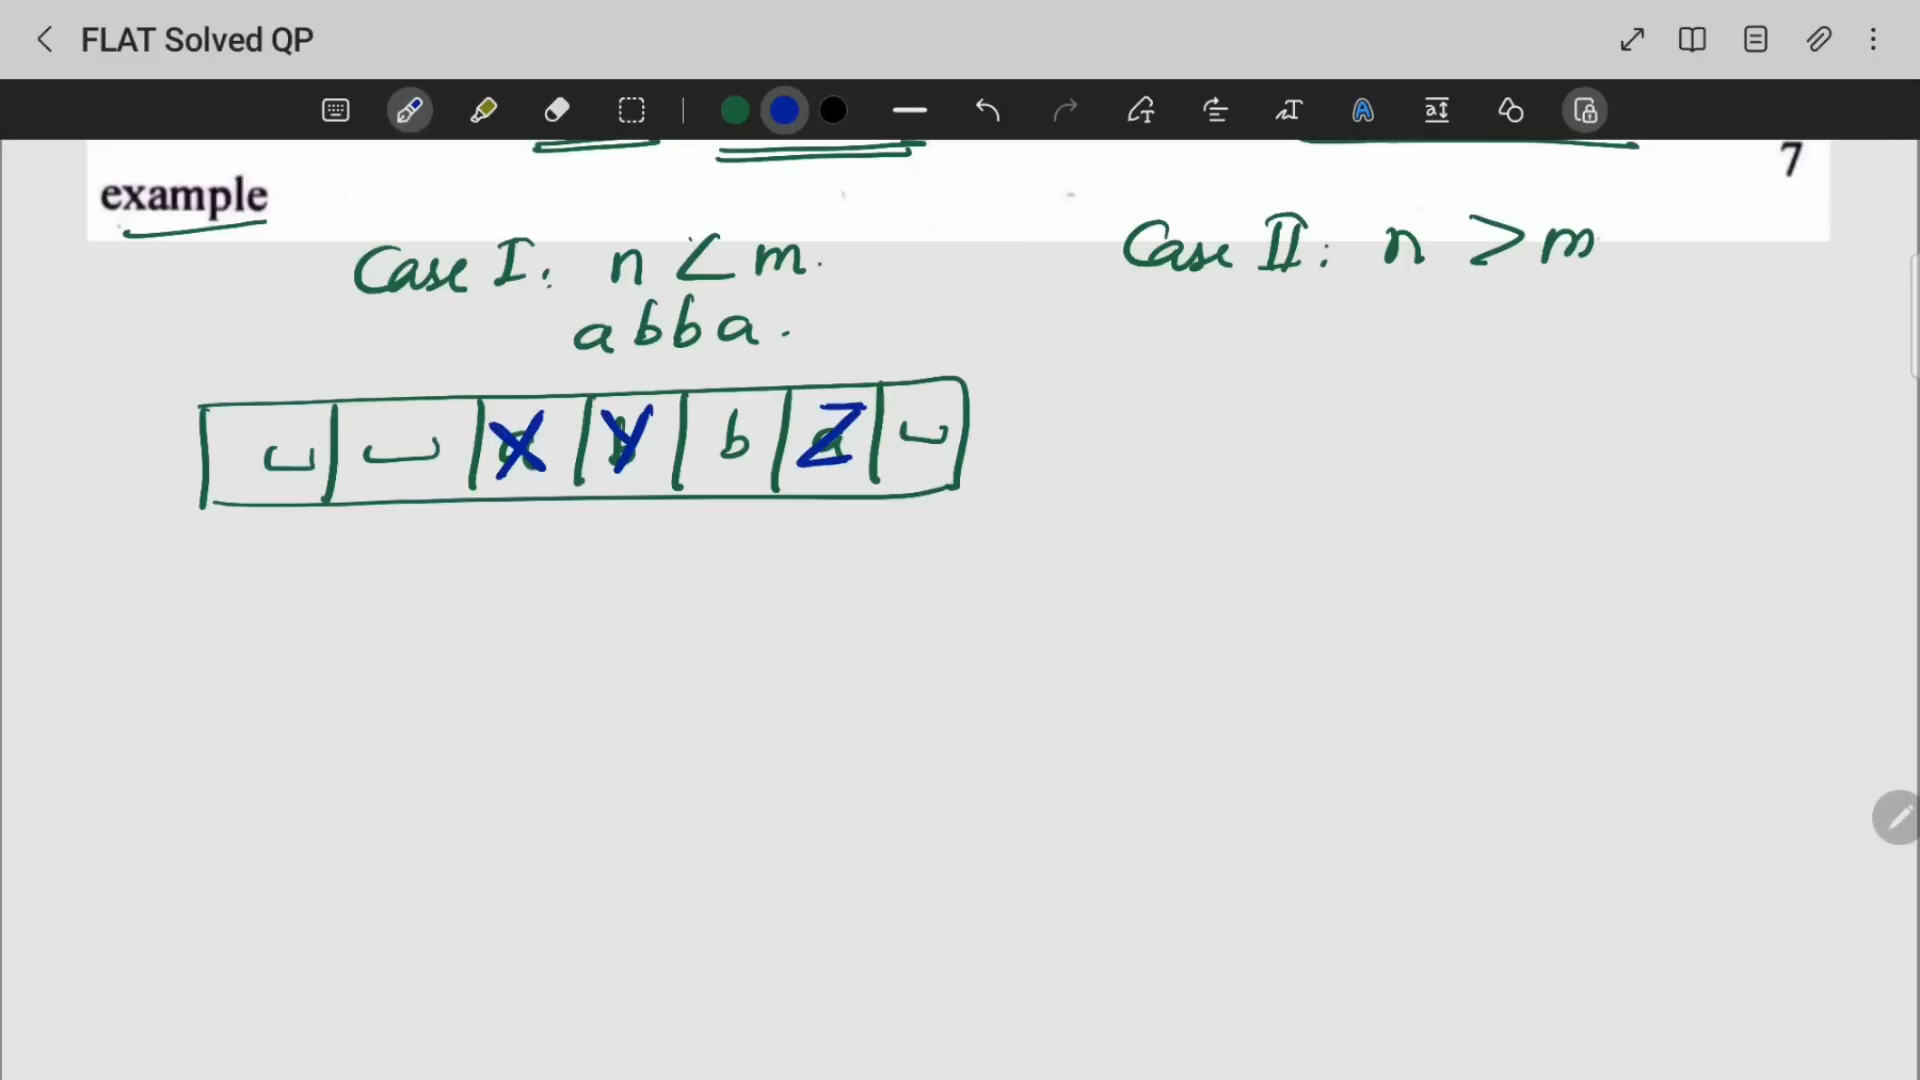 FLAT Solved QP
7
example
Case I: n < m.
Case II: n > m
abba.
⌴ ⌴ X Y b Z ⌴